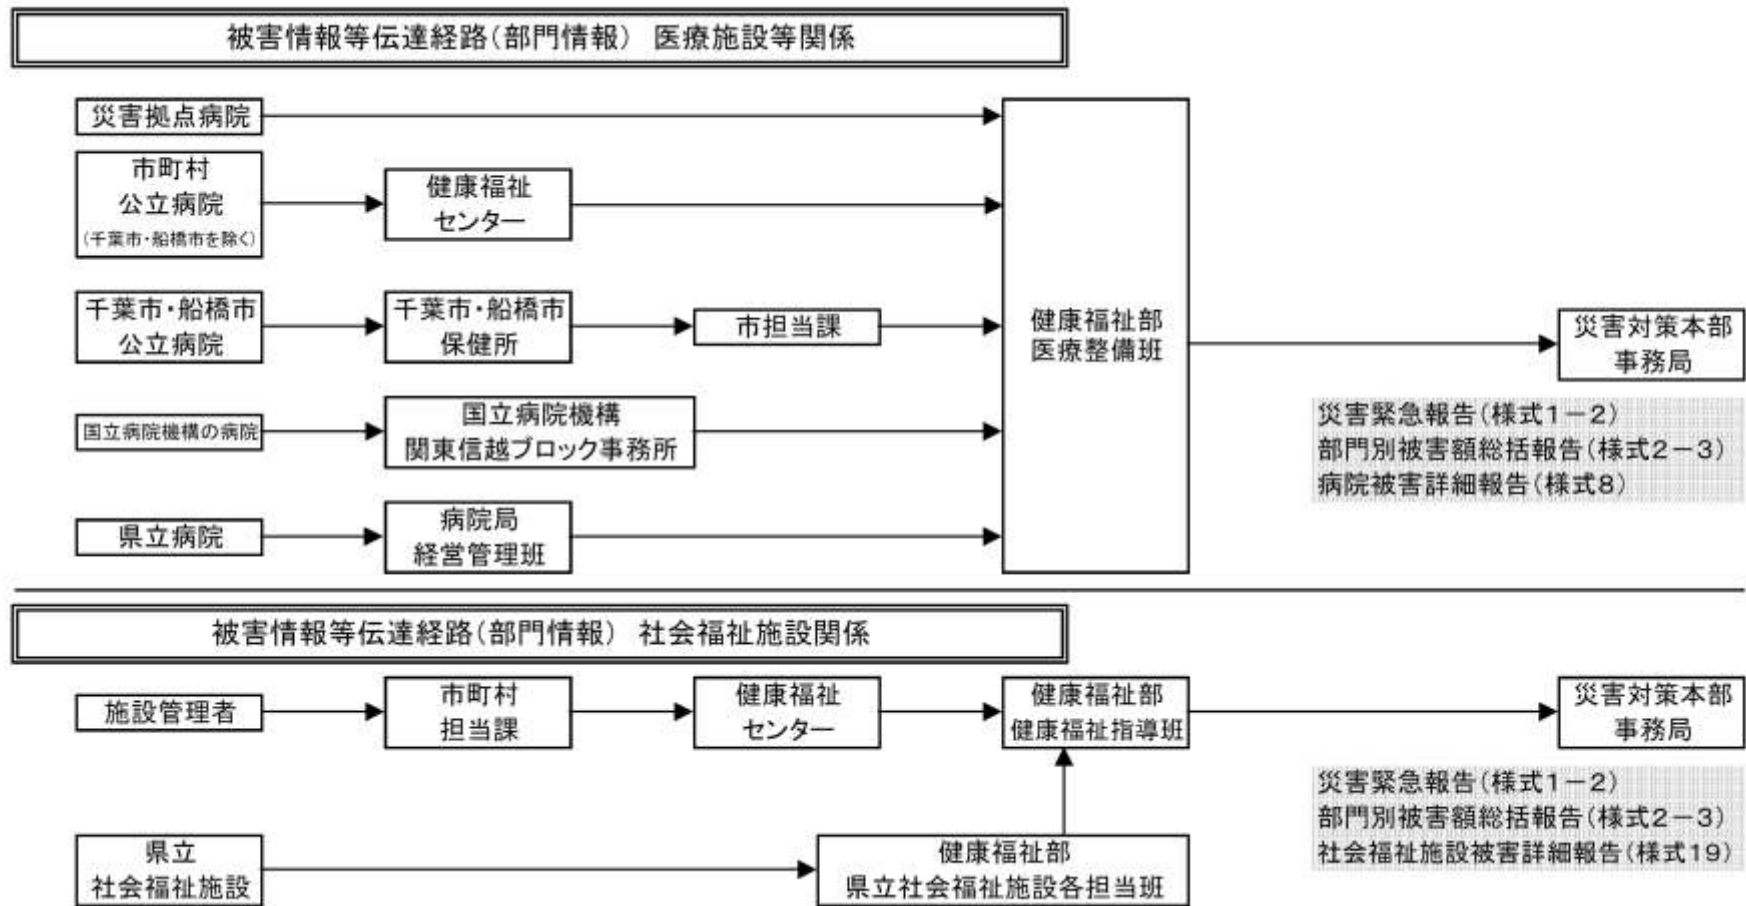 被害情報等伝達経路(部門情報) 医療施設等関係
災害拠点病院
市町村
公立病院
(千葉市・船橋市を除く)
健康福祉
センター
千葉市・船橋市
公立病院
千葉市・船橋市
保健所
市担当課
国立病院機構の病院
国立病院機構
関東信越ブロック事務所
県立病院
病院局
経営管理班
健康福祉部
医療整備班
災害対策本部
事務局
災害緊急報告(様式1-2)
部門別被害額総括報告(様式2-3)
病院被害詳細報告(様式8)
被害情報等伝達経路(部門情報) 社会福祉施設関係
施設管理者
市町村
担当課
健康福祉
センター
健康福祉部
健康福祉指導班
災害対策本部
事務局
災害緊急報告(様式1-2)
部門別被害額総括報告(様式2-3)
社会福祉施設被害詳細報告(様式19)
県立
社会福祉施設
健康福祉部
県立社会福祉施設各担当班